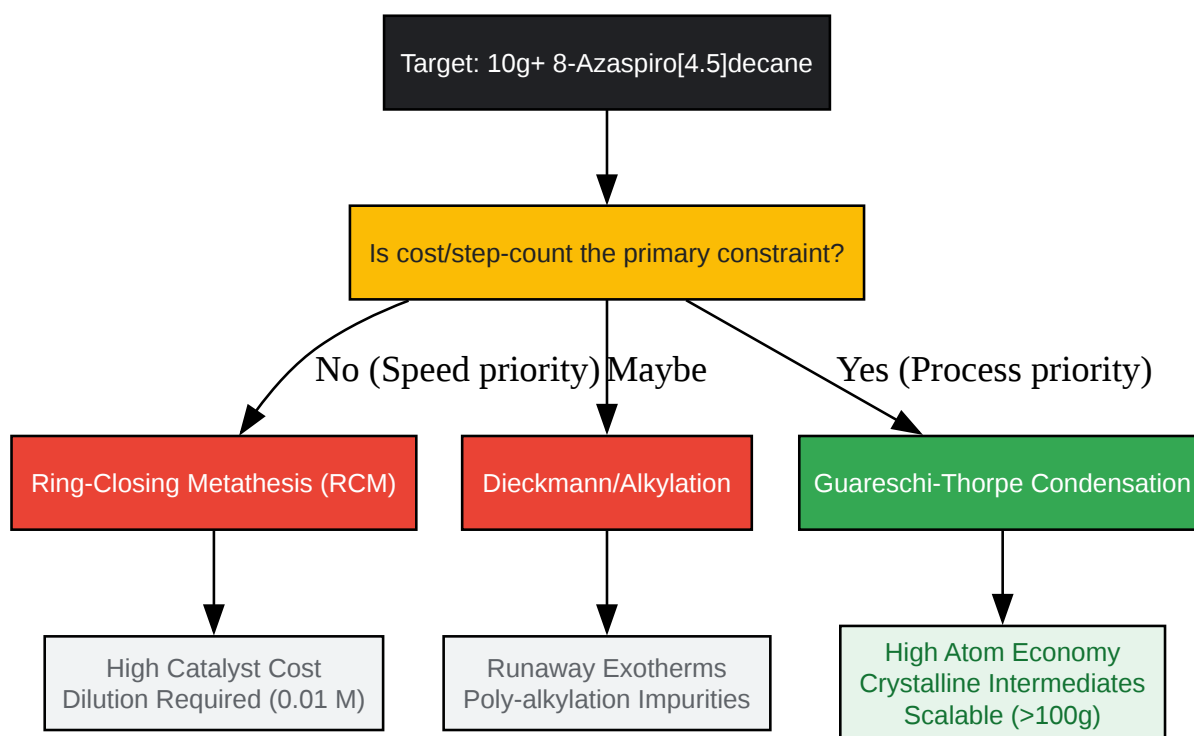 Target: 10g+ 8-Azaspiro[4.5]decane
Is cost/step-count the primary constraint?
No (Speed priority)
Maybe
Yes (Process priority)
Ring-Closing Metathesis (RCM)
Dieckmann/Alkylation
Guareschi-Thorpe Condensation
High Catalyst Cost
Dilution Required (0.01 M)
Runaway Exotherms
Poly-alkylation Impurities
High Atom Economy
Crystalline Intermediates
Scalable (>100g)